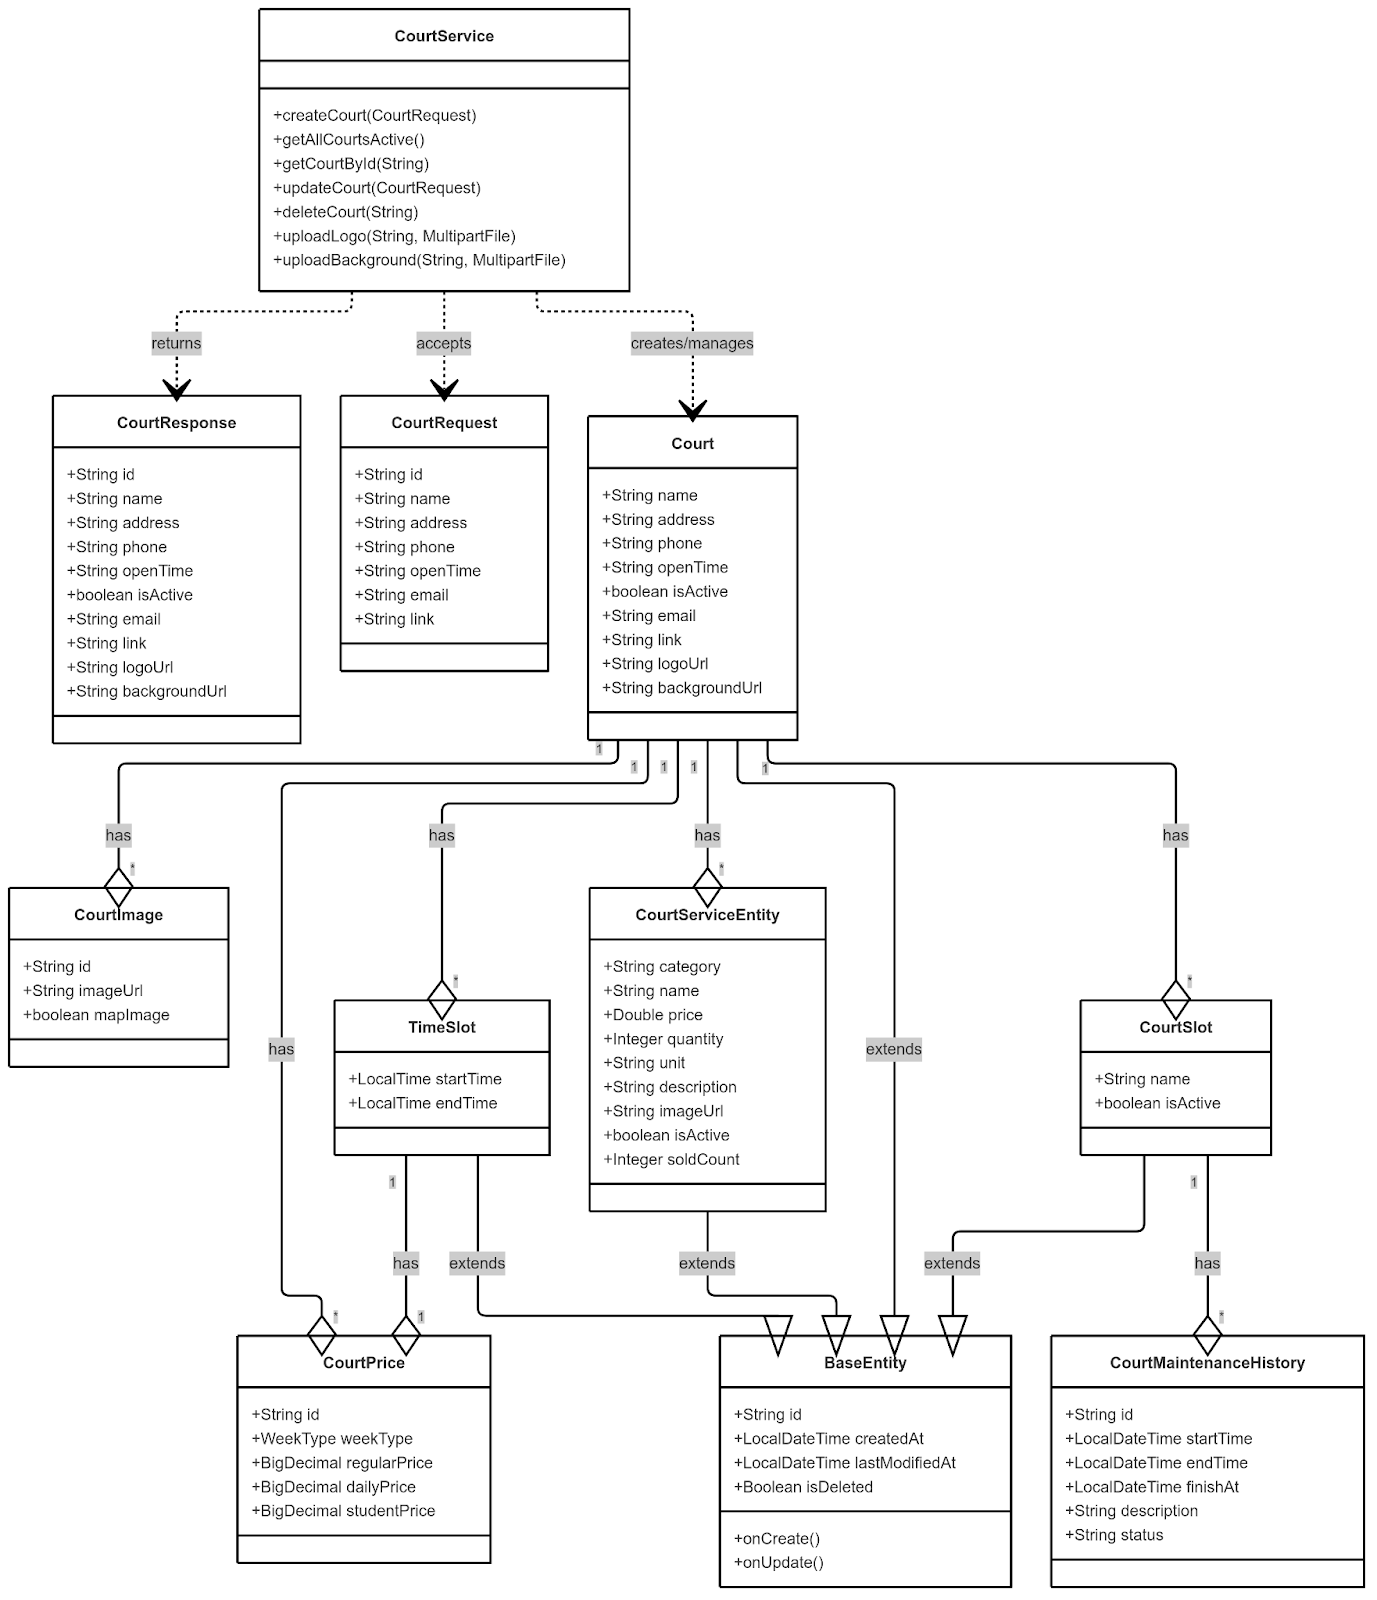 CourtService
+createCourt(CourtRequest)
+getAllCourtsActive()
+getCourtById(String)
+updateCourt(CourtRequest)
+deleteCourt(String)
+uploadLogo(String, MultipartFile)
+uploadBackground(String, MultipartFile)
returns
accepts
creates/manages
CourtResponse
+String id
+String name
+String address
+String phone
+String openTime
+boolean isActive
+String email
+String link
+String logoUrl
+String backgroundUrl
CourtRequest
+String id
+String name
+String address
+String phone
+String openTime
+String email
+String link
Court
+String name
+String address
+String phone
+String openTime
+boolean isActive
+String email
+String link
+String logoUrl
+String backgroundUrl
1
1
1
1
1
has
has
has
has
*
*
CourtImage
+String id
+String imageUrl
+boolean mapImage
CourtServiceEntity
+String category
+String name
+Double price
+Integer quantity
+String unit
+String description
+String imageUrl
+boolean isActive
+Integer soldCount
*
*
TimeSlot
+LocalTime startTime
+LocalTime endTime
CourtSlot
+String name
+boolean isActive
has
extends
1
1
has
extends
extends
extends
has
*
1
*
CourtPrice
+String id
+WeekType weekType
+BigDecimal regularPrice
+BigDecimal dailyPrice
+BigDecimal studentPrice
BaseEntity
+String id
+LocalDateTime createdAt
+LocalDateTime lastModifiedAt
+Boolean isDeleted
+onCreate()
+onUpdate()
CourtMaintenanceHistory
+String id
+LocalDateTime startTime
+LocalDateTime endTime
+LocalDateTime finishAt
+String description
+String status